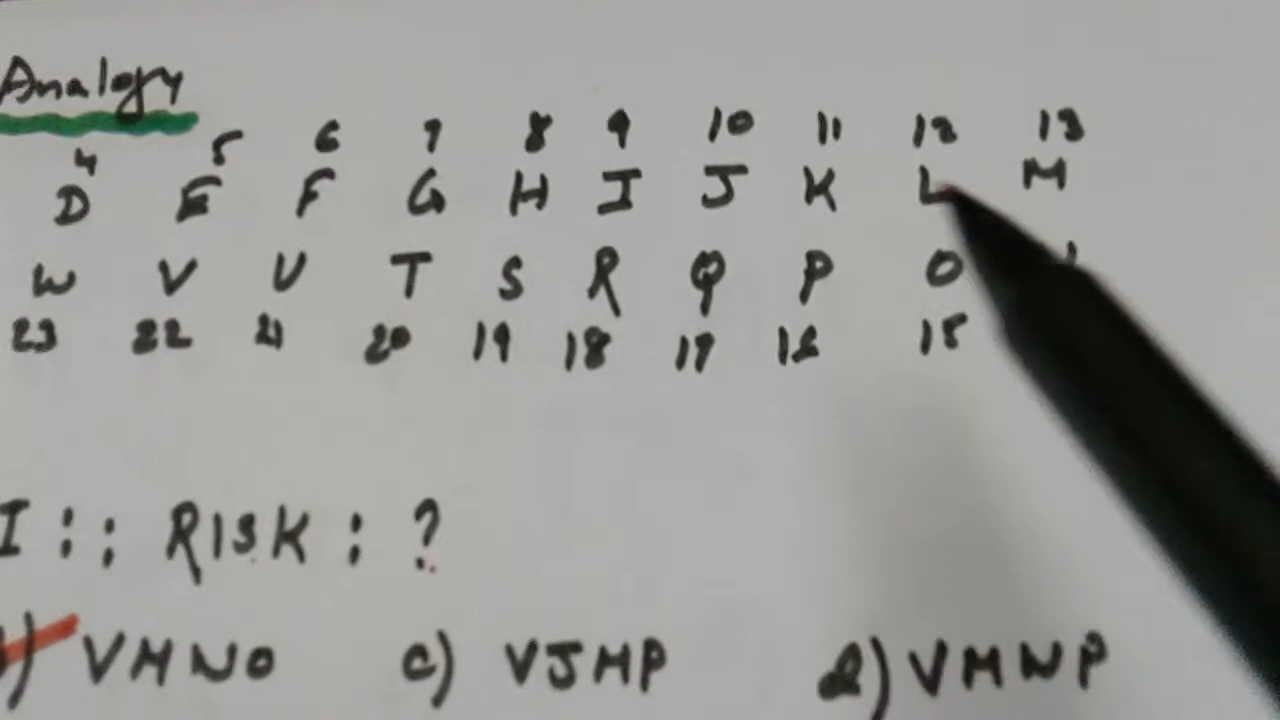 Analogy
4 5 6 7 8 9 10 11 12 13
D E F G H I J K L M
W V U T S R Q P O
23 22 21 20 19 18 17 16 15
I :: RISK : ?
b) VMNO c) VJMP d) VMNP